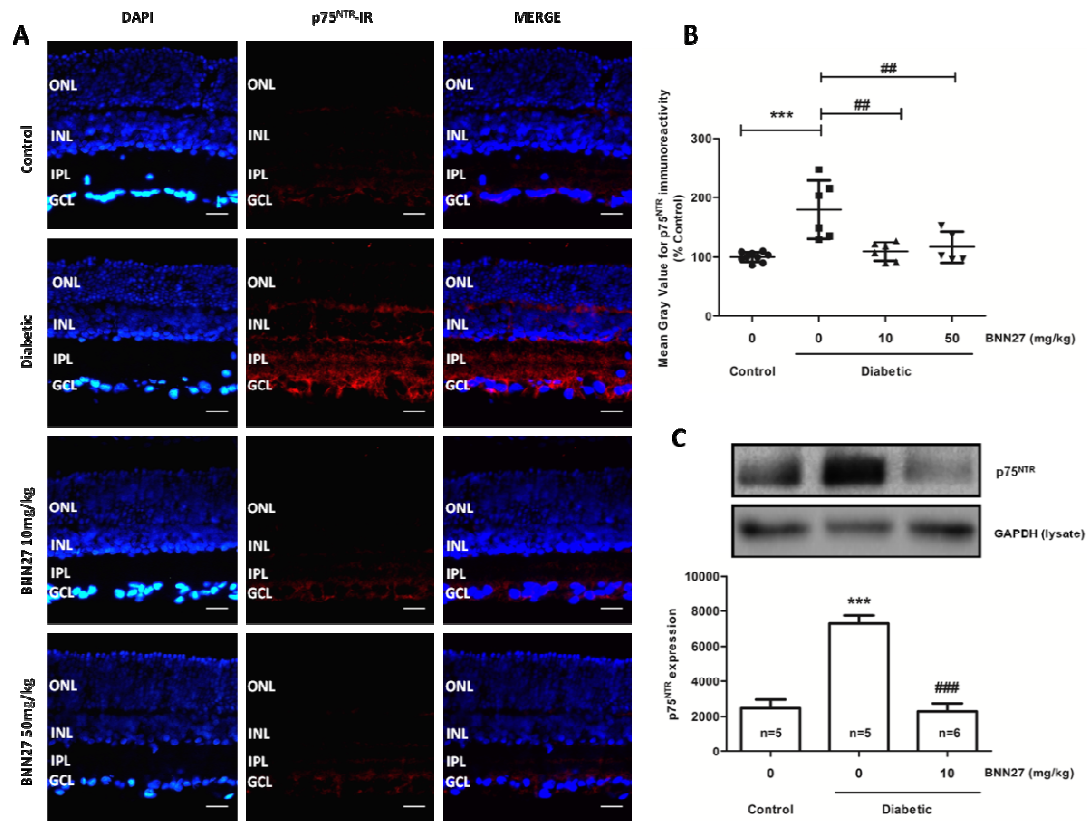 A
DAPI
p75NTR-IR
MERGE
Control
ONL
INL
IPL
GCL
ONL
INL
IPL
GCL
ONL
INL
IPL
GCL
Diabetic
ONL
INL
IPL
GCL
ONL
INL
IPL
GCL
ONL
INL
IPL
GCL
BNN27 10mg/kg
ONL
INL
IPL
GCL
ONL
INL
IPL
GCL
ONL
INL
IPL
GCL
BNN27 50mg/kg
ONL
INL
IPL
GCL
ONL
INL
IPL
GCL
ONL
INL
IPL
GCL
B
##
***
##
Mean Gray Value for p75NTR immunoreactivity
(% Control)
300
200
100
0
0 0 10 50 BNN27 (mg/kg)
Control Diabetic
C
p75NTR
GAPDH (lysate)
p75NTR expression
10000
8000
6000
4000
2000
0
***
###
n=5 n=5 n=6
0 0 10 BNN27 (mg/kg)
Control Diabetic